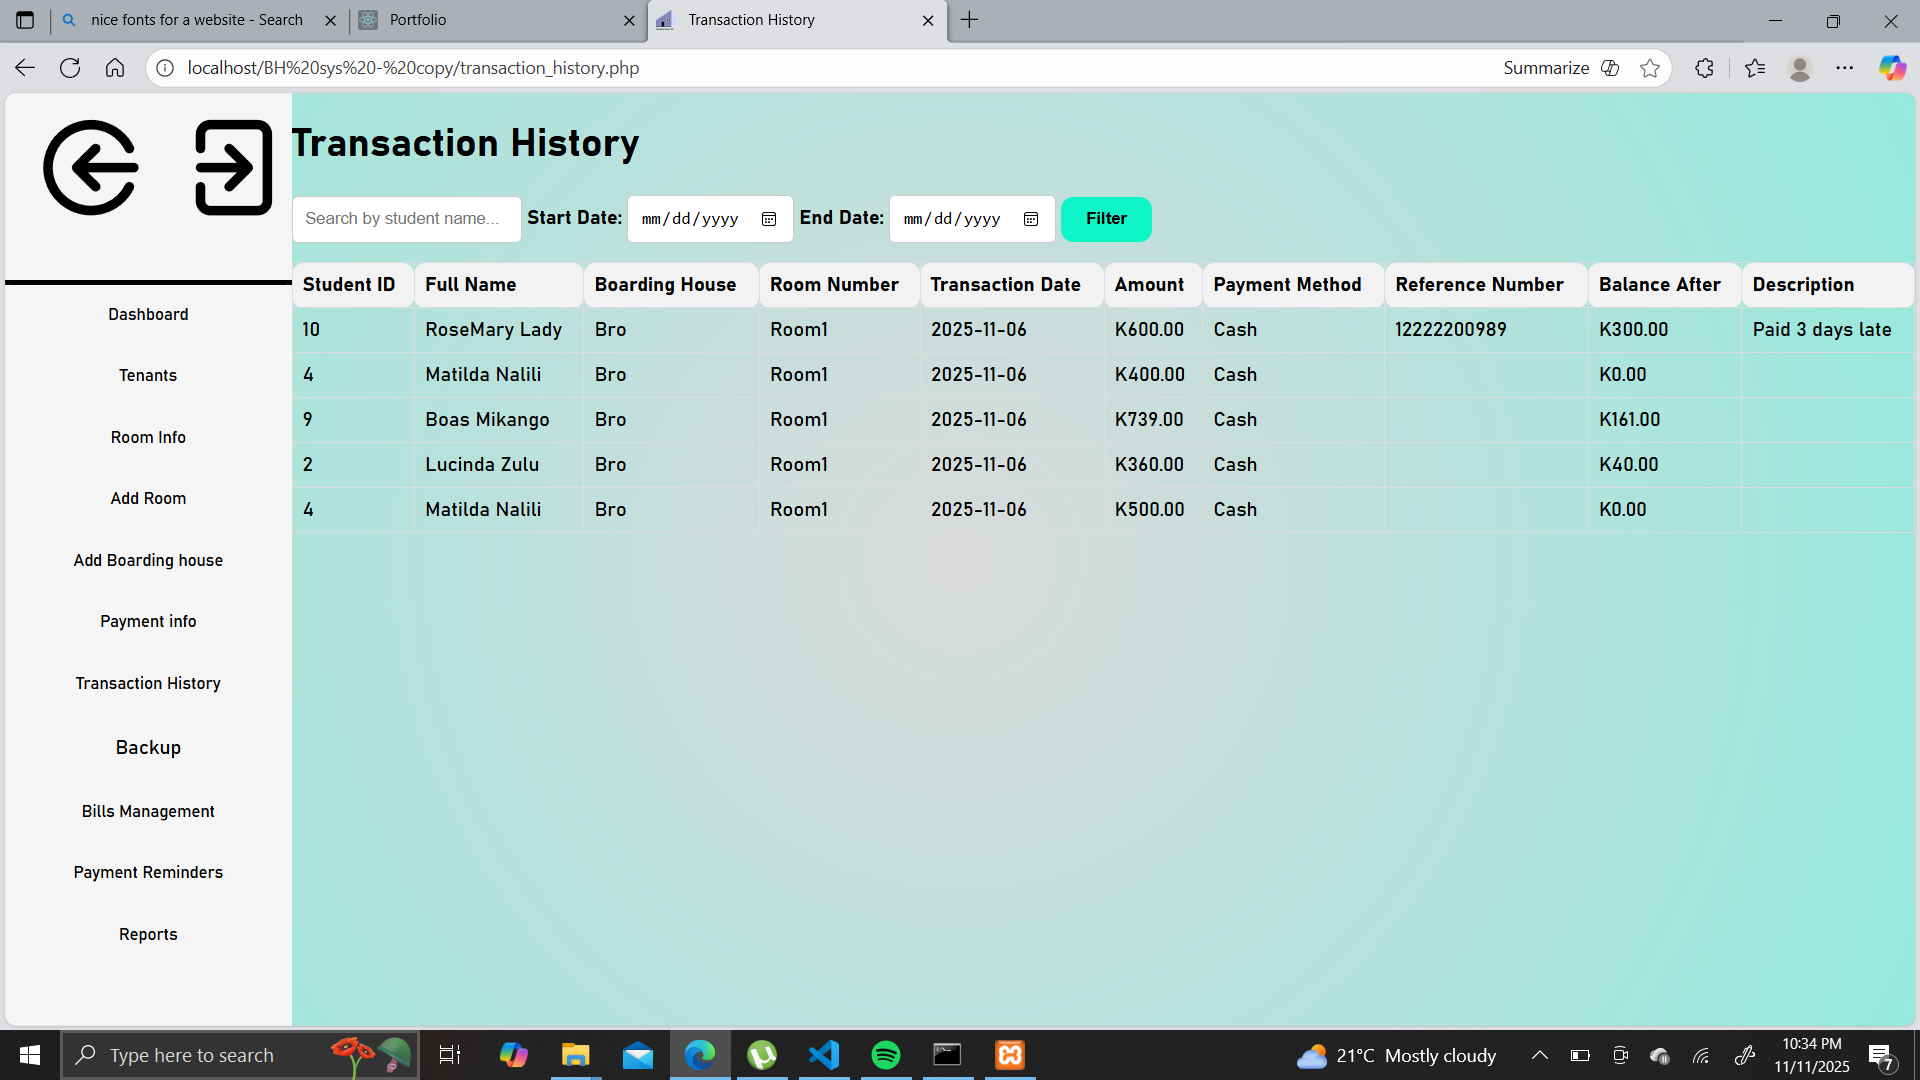 nice fonts for a website - Search
Portfolio
Transaction History
localhost/BH%20sys%20-%20copy/transaction_history.php
Summarize
Transaction History
Search by student name...
Start Date:
mm/dd/yyyy
End Date:
mm/dd/yyyy
Filter
Student ID Full Name Boarding House Room Number Transaction Date Amount Payment Method Reference Number Balance After Description
10 RoseMary Lady Bro Room1 2025-11-06 K600.00 Cash 12222200989 K300.00 Paid 3 days late
4 Matilda Nalili Bro Room1 2025-11-06 K400.00 Cash K0.00
9 Boas Mikango Bro Room1 2025-11-06 K739.00 Cash K161.00
2 Lucinda Zulu Bro Room1 2025-11-06 K360.00 Cash K40.00
4 Matilda Nalili Bro Room1 2025-11-06 K500.00 Cash K0.00
Dashboard
Tenants
Room Info
Add Room
Add Boarding house
Payment info
Transaction History
Backup
Bills Management
Payment Reminders
Reports
Type here to search
21°C Mostly cloudy
10:34 PM
11/11/2025
7